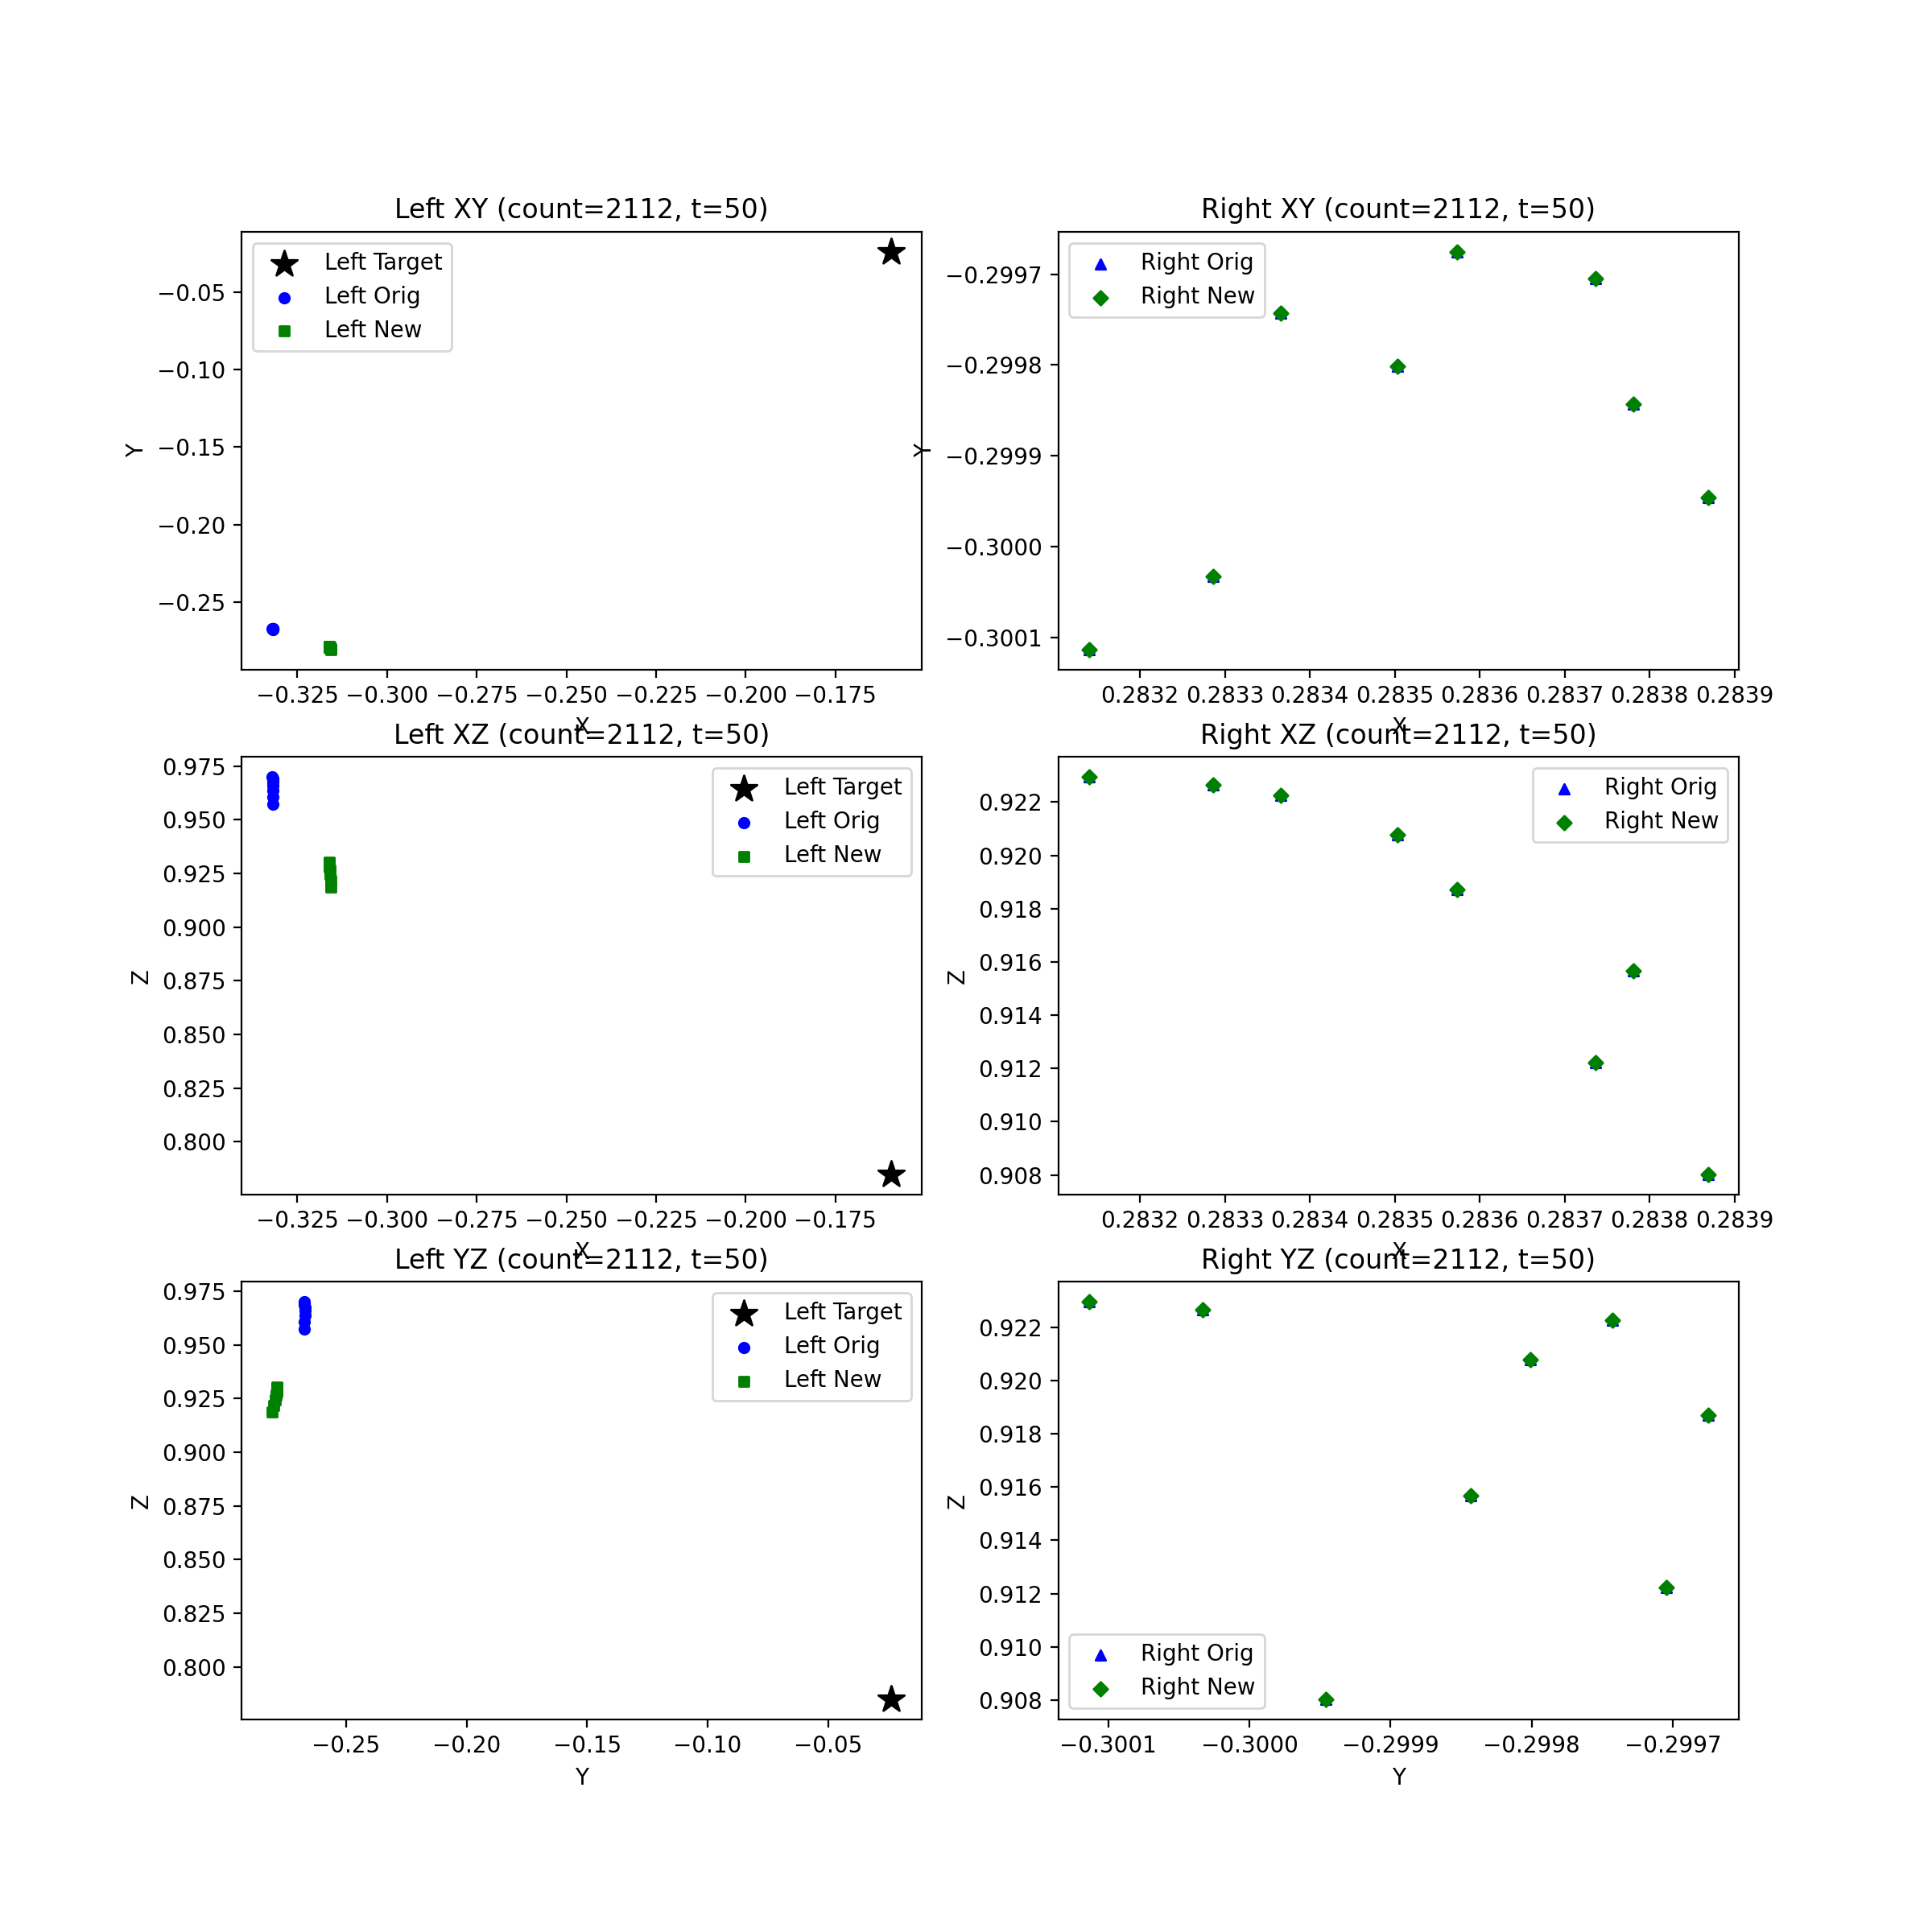 Left XY (count=2112, t=50)
Left Target
Left Orig
Left New
−0.05
−0.10
−0.15
−0.20
−0.25
Y
−0.325 −0.300 −0.275 −0.250 −0.225 −0.200 −0.175
X
Right XY (count=2112, t=50)
Right Orig
Right New
−0.2997
−0.2998
−0.2999
−0.3000
−0.3001
Y
0.2832 0.2833 0.2834 0.2835 0.2836 0.2837 0.2838 0.2839
X
Left XZ (count=2112, t=50)
Left Target
Left Orig
Left New
0.975
0.950
0.925
0.900
0.875
0.850
0.825
0.800
Z
−0.325 −0.300 −0.275 −0.250 −0.225 −0.200 −0.175
X
Right XZ (count=2112, t=50)
Right Orig
Right New
0.922
0.920
0.918
0.916
0.914
0.912
0.910
0.908
Z
0.2832 0.2833 0.2834 0.2835 0.2836 0.2837 0.2838 0.2839
X
Left YZ (count=2112, t=50)
Left Target
Left Orig
Left New
0.975
0.950
0.925
0.900
0.875
0.850
0.825
0.800
Z
−0.25 −0.20 −0.15 −0.10 −0.05
Y
Right YZ (count=2112, t=50)
0.922
0.920
0.918
0.916
0.914
0.912
0.910
0.908
Z
Right Orig
Right New
−0.3001 −0.3000 −0.2999 −0.2998 −0.2997
Y